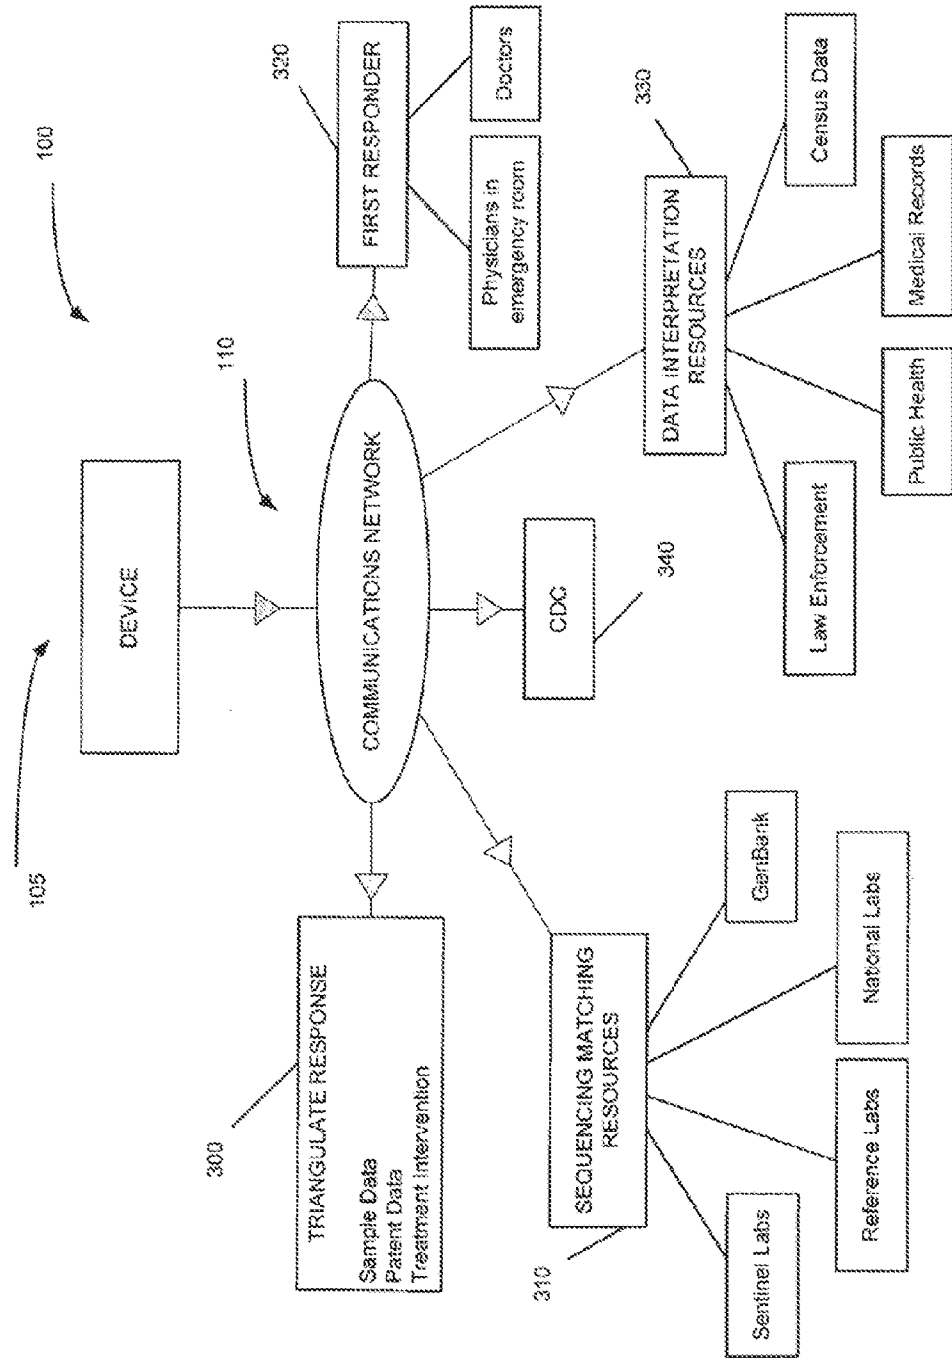 105
100
DEVICE
110
300
320
TRIANGULATE RESPONSE
Sample Data
Patent Data
Treatment Intervention
COMMUNICATIONS NETWORK
FIRST RESPONDER
Physicians in
emergency room
Doctors
310
SEQUENCING MATCHING
RESOURCES
CDC
340
DATA INTERPRETATION
RESOURCES
330
Sentinel Labs
Reference Labs
National Labs
GenBank
Law Enforcement
Public Health
Medical Records
Census Data